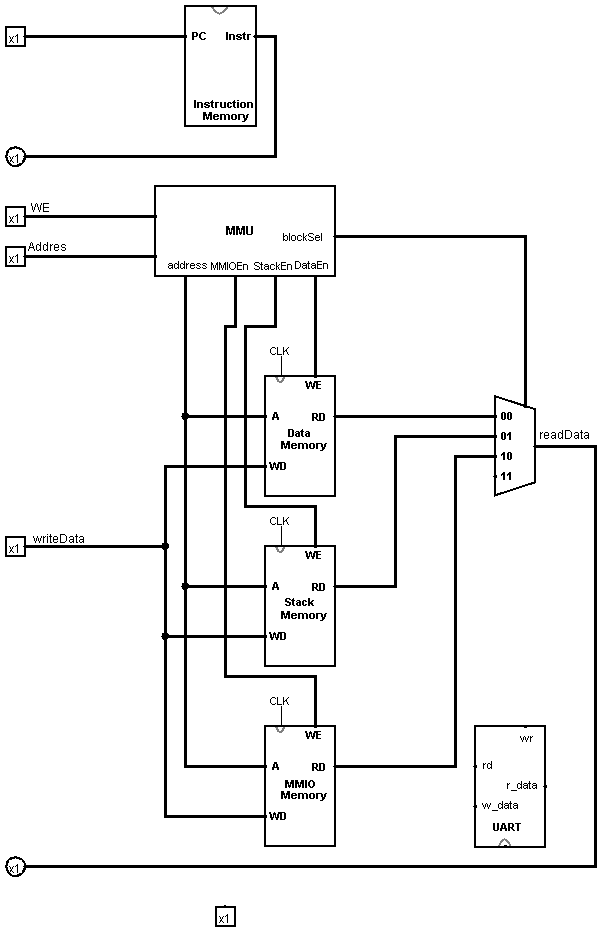 x1
PC Instr
Instruction
Memory
x1
WE
x1
MMU
blockSel
Addres
x1
address MMIOEn StackEn DataEn
CLK
WE
A RD
Data
Memory
WD
00
01
10
11
readData
writeData
x1
CLK
WE
A RD
Stack
Memory
WD
CLK
WE
A RD
MMIO
Memory
WD
wr
rd
r_data
w_data
UART
x1
x1